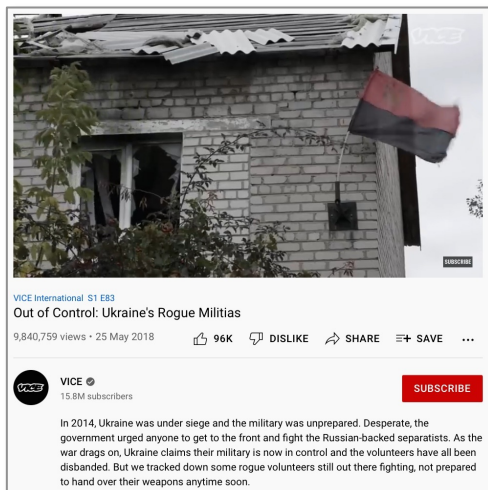 VICE
SUBSCRIBE
VICE International S1 E83
Out of Control: Ukraine's Rogue Militias
9,840,759 views • 25 May 2018 96K DISLIKE SHARE SAVE
VICE
VICE
15.8M subscribers
SUBSCRIBE
In 2014, Ukraine was under siege and the military was unprepared. Desperate, the
government urged anyone to get to the front and fight the Russian-backed separatists. As the
war drags on, Ukraine claims their military is now in control and the volunteers have all been
disbanded. But we tracked down some rogue volunteers still out there fighting, not prepared
to hand over their weapons anytime soon.